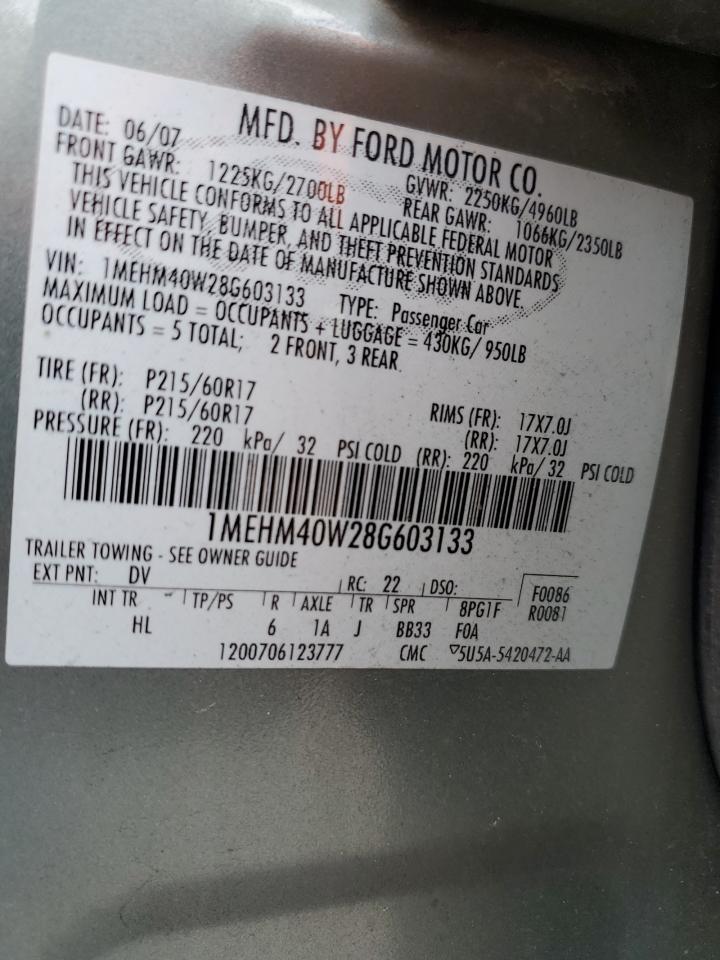 MFD. BY FORD MOTOR CO.
DATE: 06/07 GVWR: 2250KG/4960LB
FRONT GAWR: 1225KG/2700LB REAR GAWR: 1066KG/2350LB
THIS VEHICLE CONFORMS TO ALL APPLICABLE FEDERAL MOTOR
VEHICLE SAFETY, BUMPER, AND THEFT PREVENTION STANDARDS
IN EFFECT ON THE DATE OF MANUFACTURE SHOWN ABOVE.
VIN: 1MEHM40W28G603133 TYPE: Passenger Car
MAXIMUM LOAD = OCCUPANTS + LUGGAGE = 430KG/ 950LB
OCCUPANTS = 5 TOTAL; 2 FRONT, 3 REAR
TIRE (FR): P215/60R17 RIMS (FR): 17X7.0J
(RR): P215/60R17 (RR): 17X7.0J
PRESSURE (FR): 220 kPa/ 32 PSI COLD (RR): 220 kPa/ 32 PSI COLD
1MEHM40W28G603133
TRAILER TOWING - SEE OWNER GUIDE
EXT PNT: DV RC: 22 DSO: F0086
R0081
INT TR TP/PS R AXLE TR SPR 8PG1F
HL 6 1A J BB33 F0A
1200706123777 CMC ▽5U5A-5420472-AA